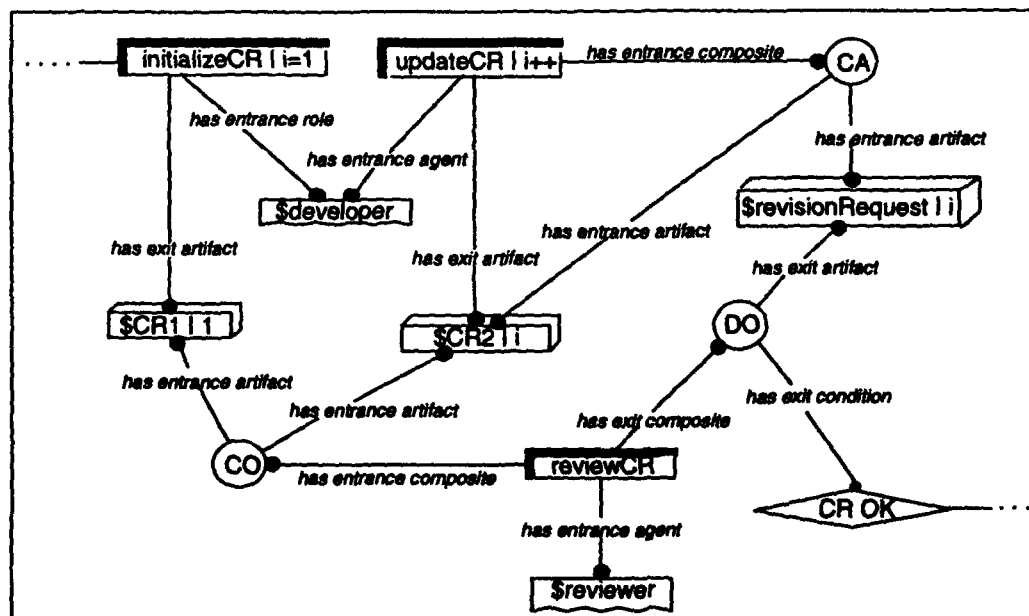 . . . . initializeCR | i=1
updateCR | i++
has entrance composite
CA
has entrance role
has entrance agent
has entrance artifact
$developer
$revisionRequest | i
has exit artifact
has exit artifact
has entrance artifact
has exit artifact
$CR1 | 1
$CR2 | i
DO
has entrance artifact
has entrance artifact
has exit composite
has exit condition
CO
has entrance composite
reviewCR
CR OK . . .
has entrance agent
$reviewer